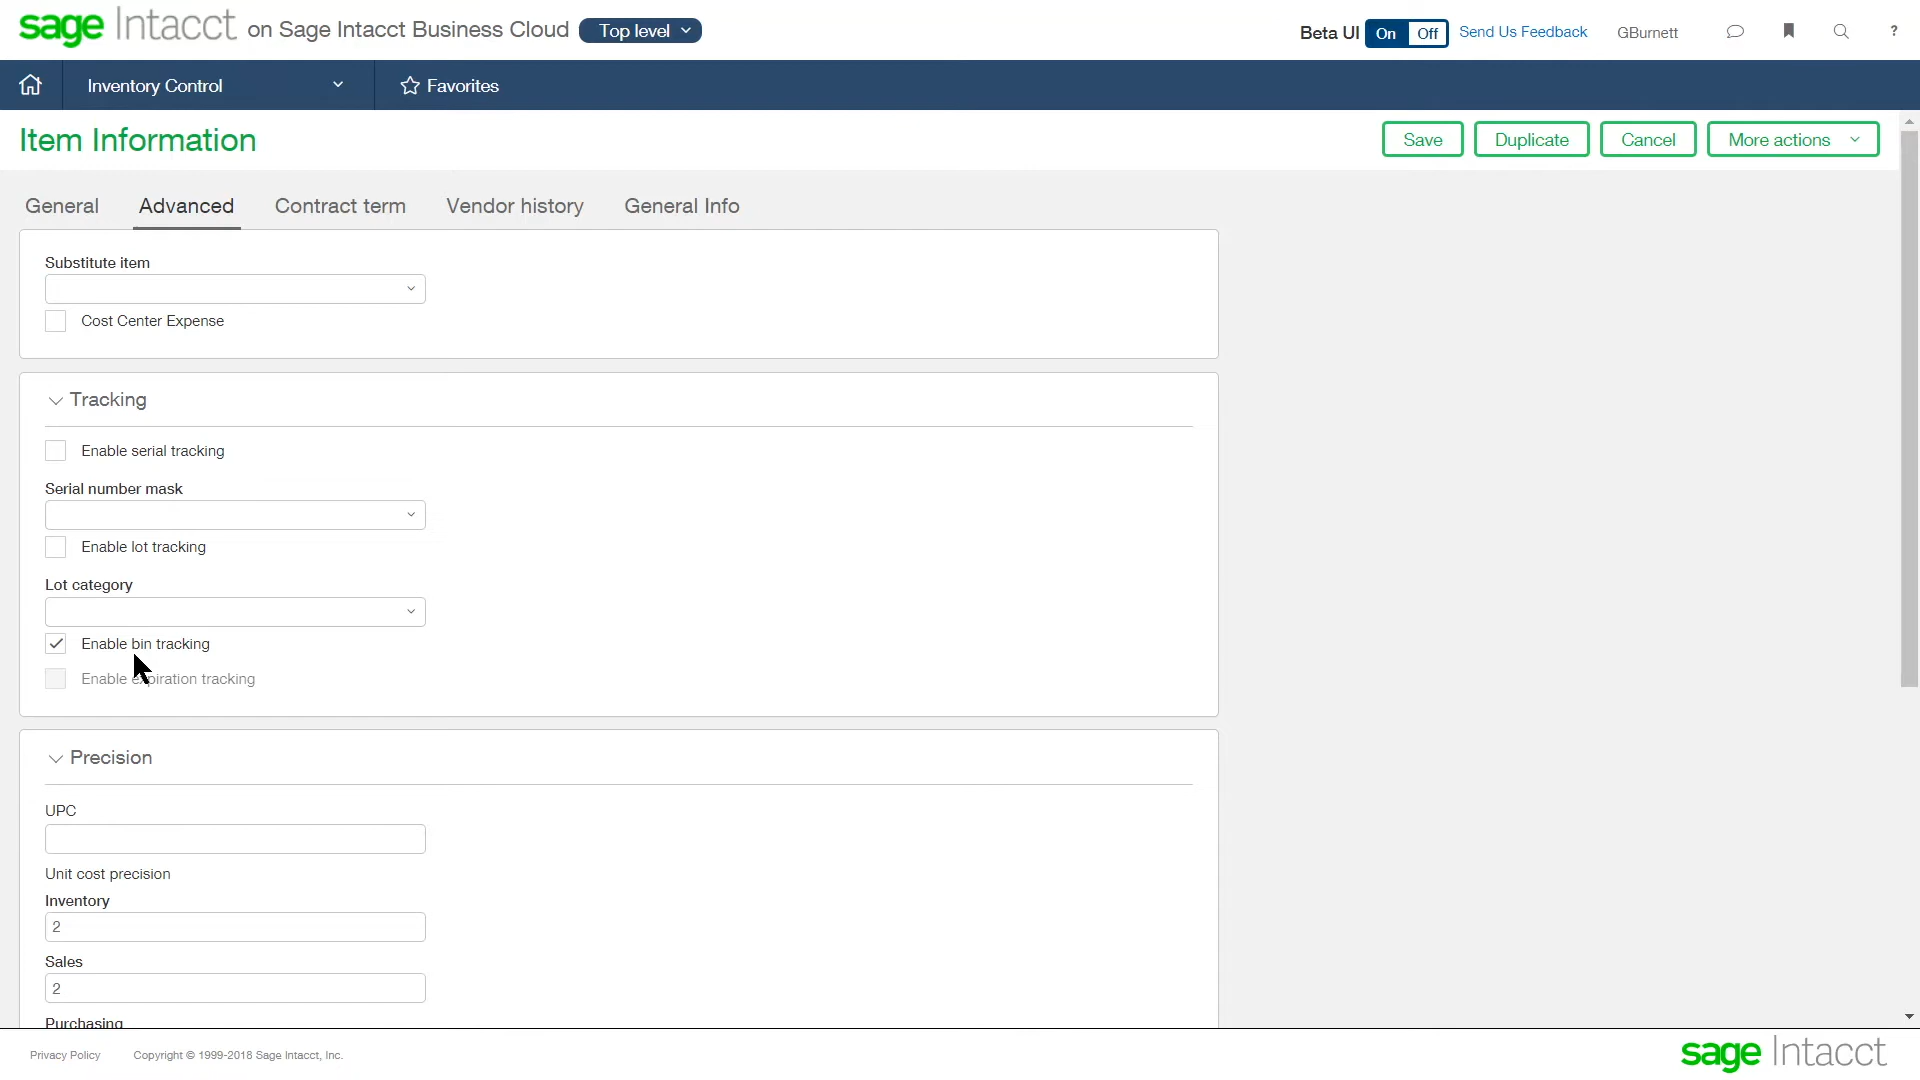 sage Intacct on Sage Intacct Business Cloud Top level Beta UI On Off Send Us Feedback GBurnett ?
Inventory Control Favorites
Item Information Save Duplicate Cancel More actions
General Advanced Contract term Vendor history General Info
Substitute item
Cost Center Expense
Tracking
Enable serial tracking
Serial number mask
Enable lot tracking
Lot category
Enable bin tracking
Enable expiration tracking
Precision
UPC
Unit cost precision
Inventory
2
Sales
2
Purchasing
Privacy Policy Copyright © 1999-2018 Sage Intacct, Inc. sage Intacct